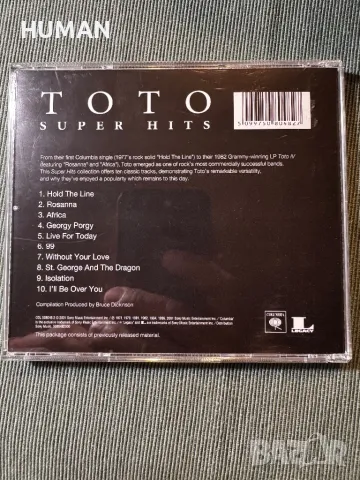 HUMAN
TOTO
SUPER HITS
From their first Columbia single (1977's rock solid "Hold The Line") to their 1982 Grammy-winning LP Toto IV
(featuring "Rosanna" and "Africa"), Toto emerged as one of rock's most commercially successful bands.
This Super Hits collection offers ten classic tracks, demonstrating Toto's remarkable versatility,
and why they've enjoyed a popularity which remains to this day.
1. Hold The Line
2. Rosanna
3. Africa
4. Georgy Porgy
5. Live For Today
6. 99
7. Without Your Love
8. St. George And The Dragon
9. Isolation
10. I'll Be Over You
Compilation Produced by Bruce Dickinson
This package consists of previously released material.
COLUMBIA
LEGACY
BAZAR